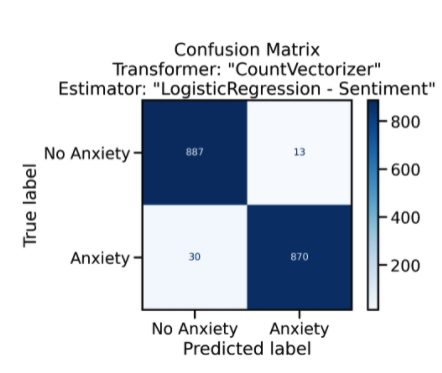 Confusion Matrix
Transformer: "CountVectorizer"
Estimator: "LogisticRegression - Sentiment"
True label
No Anxiety
887
13
Anxiety
30
870
No Anxiety
Anxiety
Predicted label
800
600
400
200